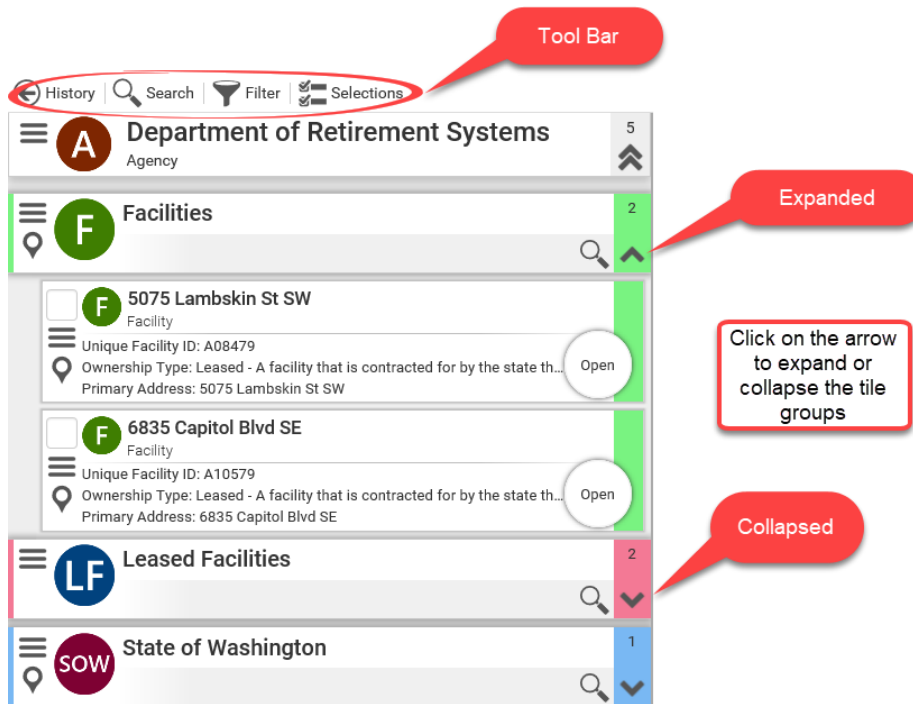 Tool Bar
History Search Filter Selections
A Department of Retirement Systems 5
Agency
Expanded
F Facilities 2
F 5075 Lambskin St SW
Facility
Unique Facility ID: A08479
Ownership Type: Leased - A facility that is contracted for by the state th...
Primary Address: 5075 Lambskin St SW
Open
Click on the arrow
to expand or
collapse the tile
groups
F 6835 Capitol Blvd SE
Facility
Unique Facility ID: A10579
Ownership Type: Leased - A facility that is contracted for by the state th...
Primary Address: 6835 Capitol Blvd SE
Open
Collapsed
LF Leased Facilities 2
SOW State of Washington 1